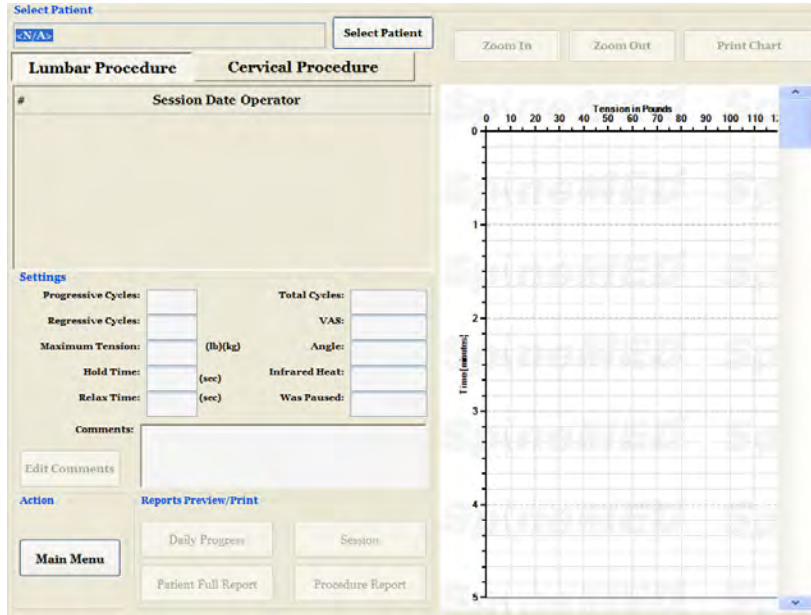 Select Patient
<N/A>
Select Patient
Lumbar Procedure
Cervical Procedure
# Session Date Operator
Settings
Progressive Cycles:
Total Cycles:
Regressive Cycles:
VAS:
Maximum Tension: (lb)(kg)
Angle:
Hold Time: (sec)
Infrared Heat:
Relax Time: (sec)
Was Paused:
Comments:
Edit Comments
Action
Main Menu
Reports Preview/Print
Daily Progress
Session
Patient Full Report
Procedure Report
Zoom In
Zoom Out
Print Chart
Tension in Pounds
0 10 20 30 40 50 60 70 80 90 100 110
0
1
2
3
4
5
Time [minutes]
SpineMED